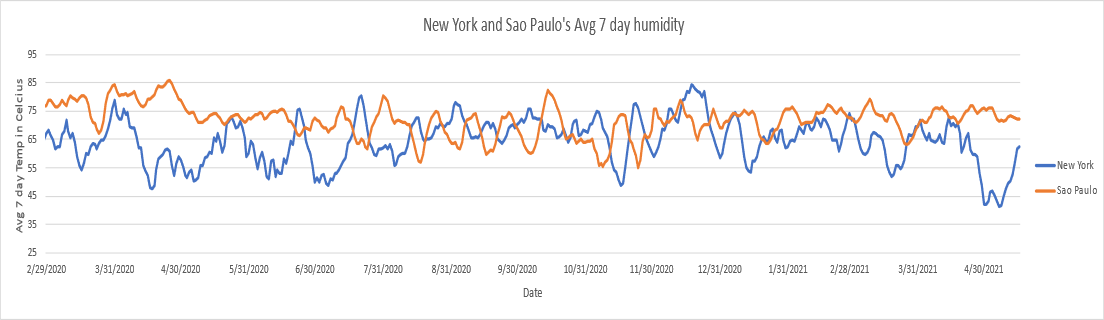 New York and Sao Paulo's Avg 7 day humidity
Avg 7 day Temp in Celcius
95
85
75
65
55
45
35
25
2/29/2020 3/31/2020 4/30/2020 5/31/2020 6/30/2020 7/31/2020 8/31/2020 9/30/2020 10/31/2020 11/30/2020 12/31/2020 1/31/2021 2/28/2021 3/31/2021 4/30/2021
Date
New York
Sao Paulo